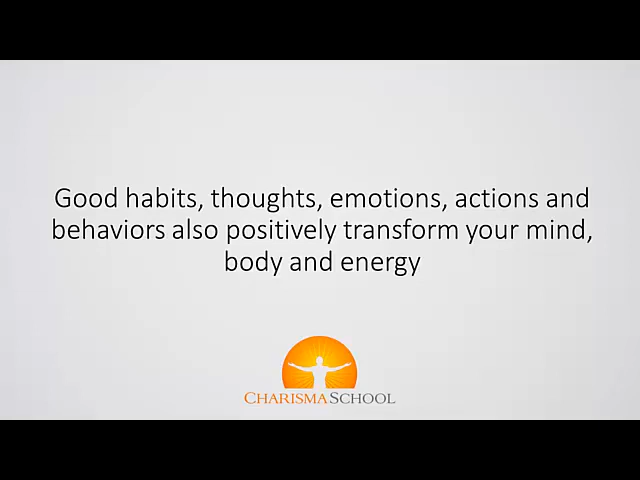 Good habits, thoughts, emotions, actions and
behaviors also positively transform your mind,
body and energy
CHARISMASCHOOL